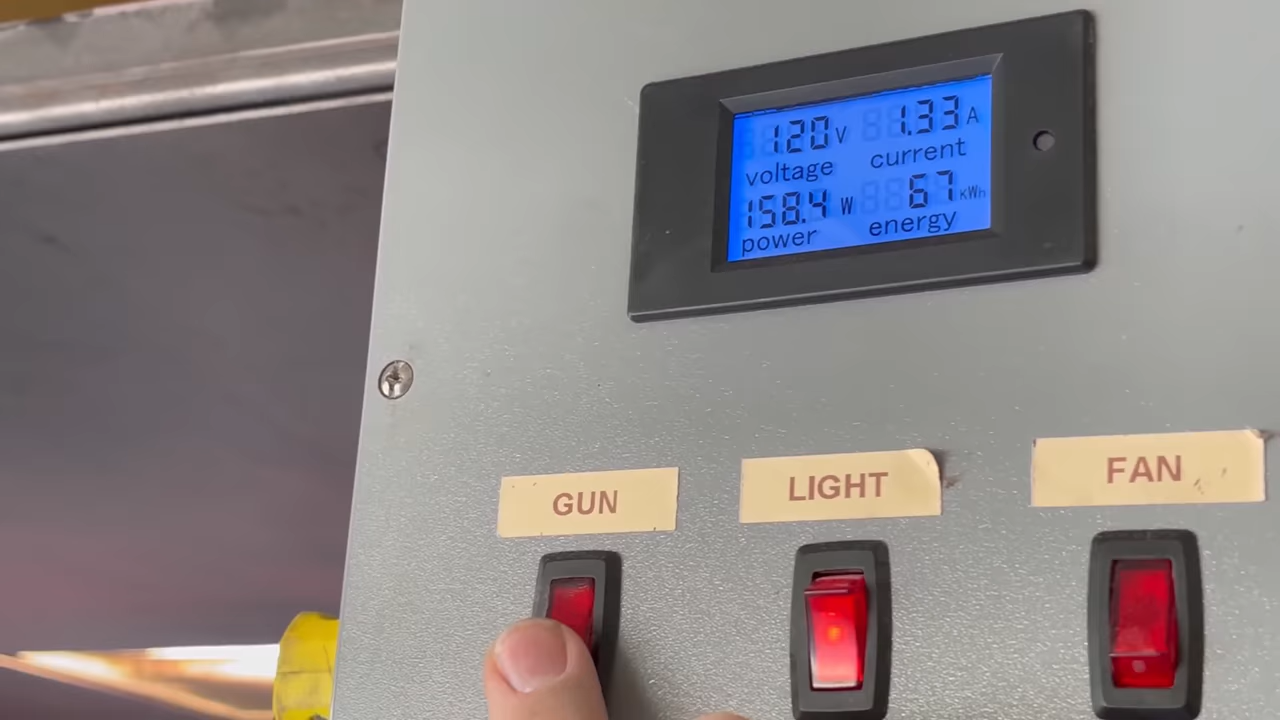 120 V 1.33 A
voltage current
158.4 W 67 kWh
power energy
GUN LIGHT FAN